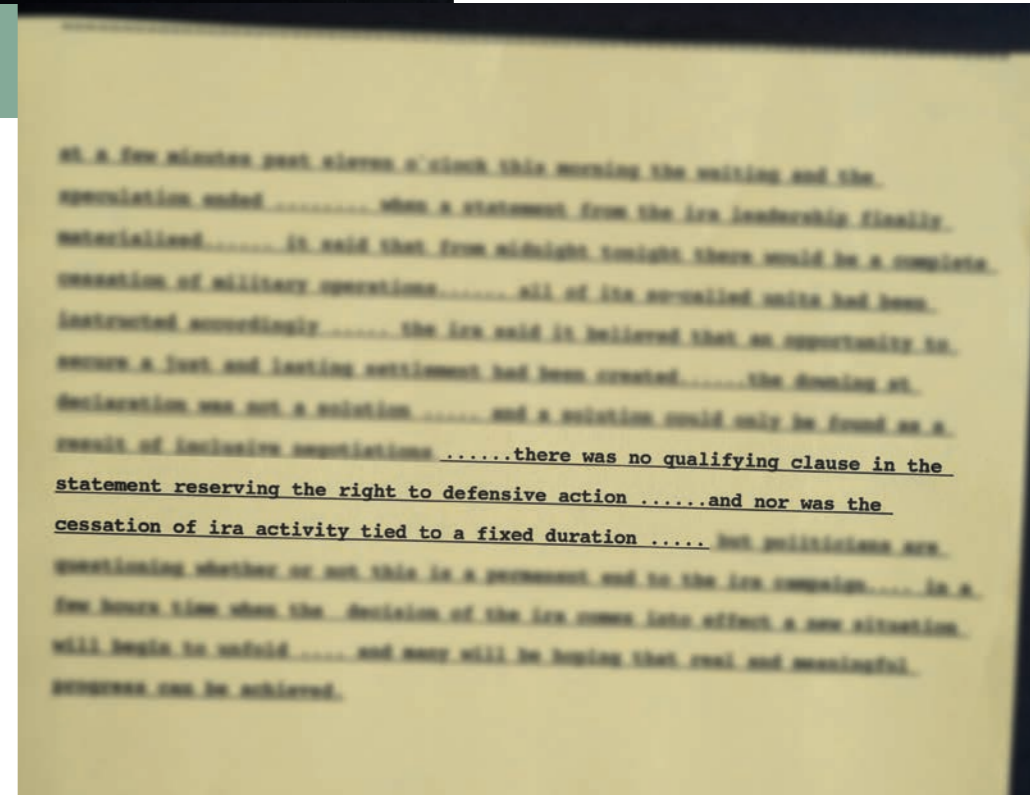 at a few minutes past eleven o'clock this morning the waiting and the
speculation ended ........ when a statement from the ira leadership finally
materialised...... it said that from midnight tonight there would be a complete
cessation of military operations...... all of its so-called units had been
instructed accordingly ..... the ira said it believed that an opportunity to
secure a just and lasting settlement had been created......the downing st
declaration was not a solution ..... and a solution could only be found as a
result of inclusive negotiations ......there was no qualifying clause in the
statement reserving the right to defensive action ......and nor was the
cessation of ira activity tied to a fixed duration ..... but politicians are
questioning whether or not this is a permanent end to the ira campaign.... in a
few hours time when the decision of the ira comes into effect a new situation
will begin to unfold .... and many will be hoping that real and meaningful
progress can be achieved.